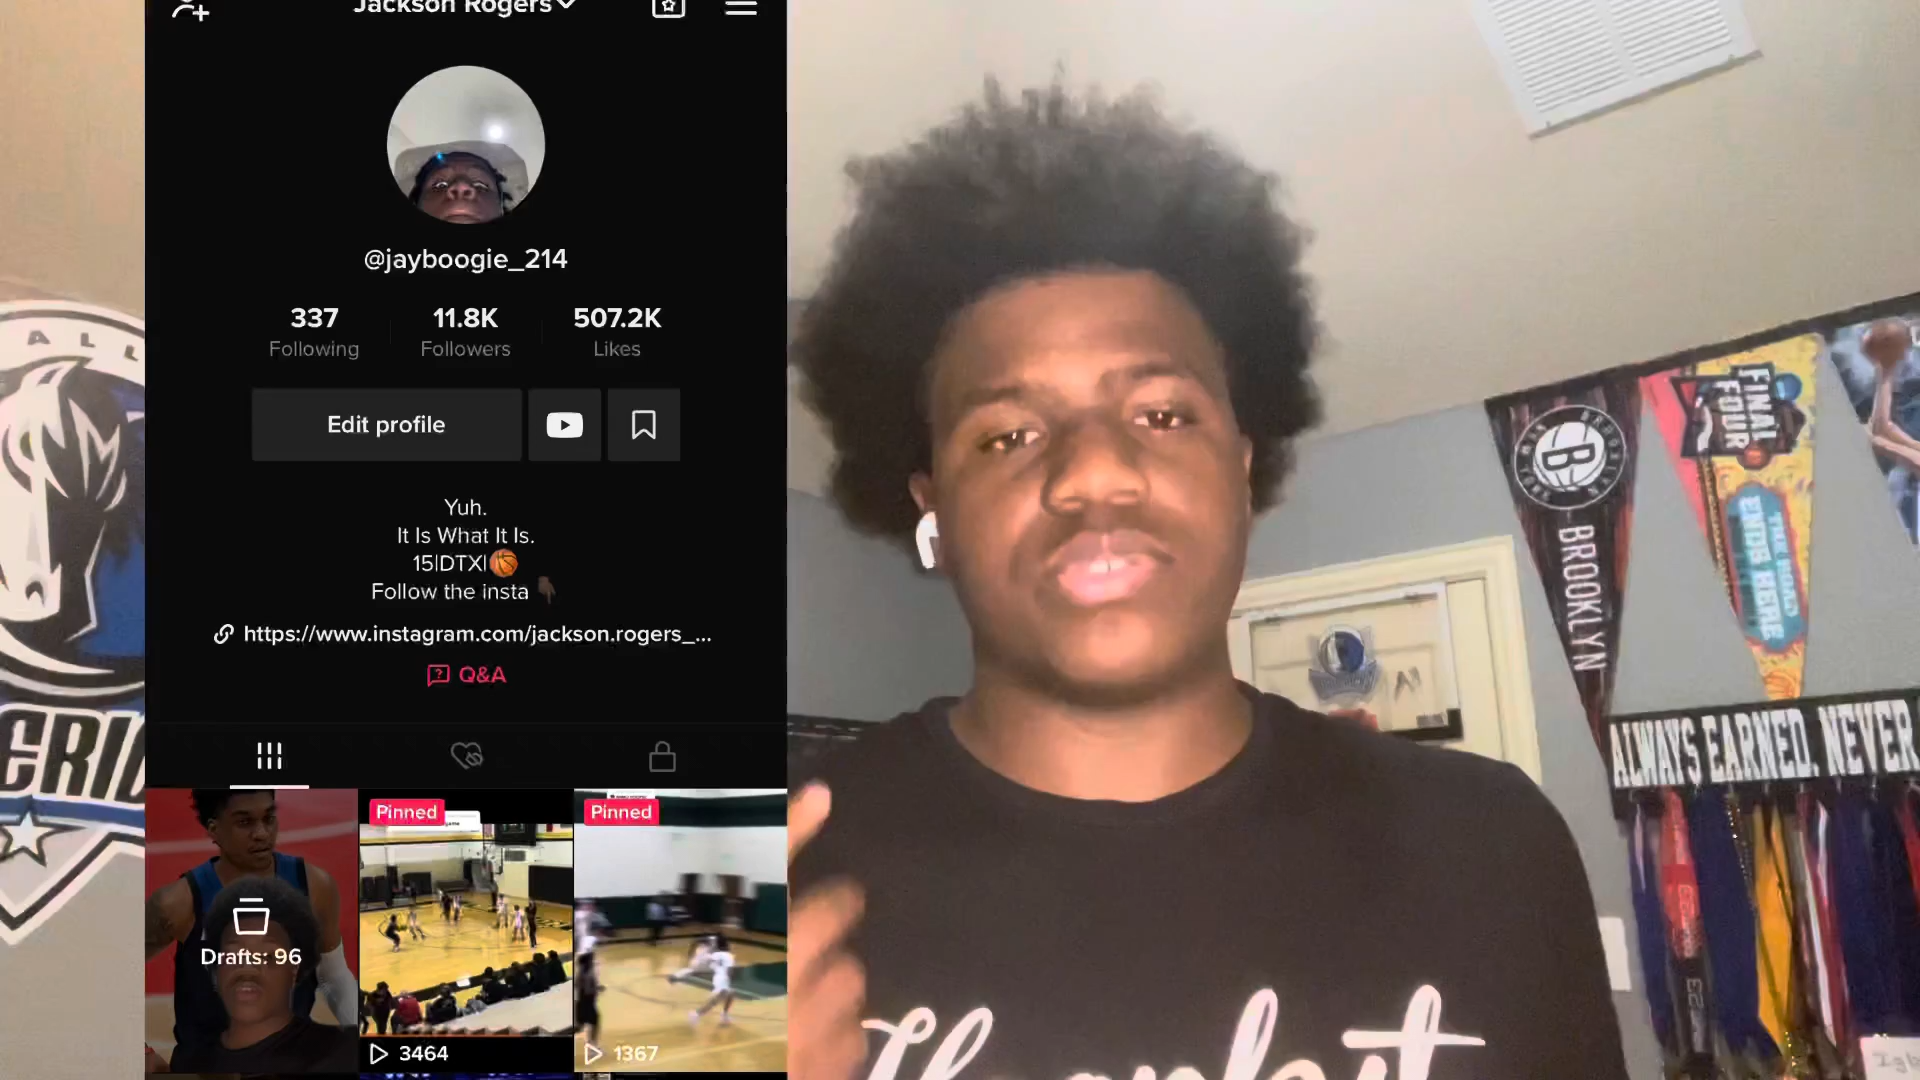 Jackson Rogers
@jayboogie_214
337
Following
11.8K
Followers
507.2K
Likes
Edit profile
Yuh.
It Is What It Is.
15|DTX|🏀
Follow the insta👇🏿
https://www.instagram.com/jackson.rogers_...
Q&A
Drafts: 96
Pinned
3464
Pinned
1367
ALL
ERI
B
BROOKLYN
FINAL
FOUR
THE ROAD
ENDS HERE
ALWAYS EARNED. NEVER